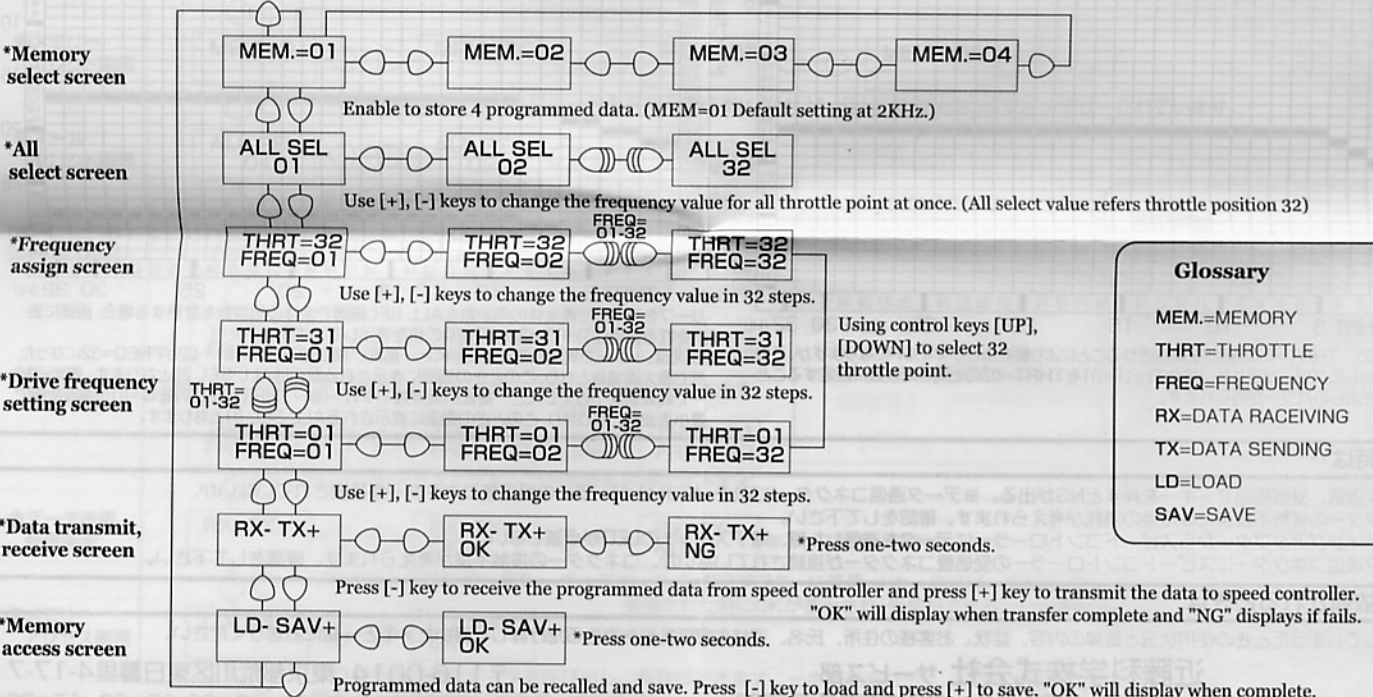 *Memory
select screen
MEM.=01 MEM.=02 MEM.=03 MEM.=04
Enable to store 4 programmed data. (MEM=01 Default setting at 2KHz.)
*All
select screen
ALL SEL
01
ALL SEL
02
ALL SEL
32
Use [+], [-] keys to change the frequency value for all throttle point at once. (All select value refers throttle position 32)
*Frequency
assign screen
THRT=32
FREQ=01
THRT=32
FREQ=02
FREQ=
01-32
THRT=32
FREQ=32
Use [+], [-] keys to change the frequency value in 32 steps.
THRT=31
FREQ=01
THRT=31
FREQ=02
FREQ=
01-32
THRT=31
FREQ=32
Using control keys [UP],
[DOWN] to select 32
throttle point.
*Drive frequency
setting screen
THRT=
01-32
Use [+], [-] keys to change the frequency value in 32 steps.
THRT=01
FREQ=01
THRT=01
FREQ=02
FREQ=
01-32
THRT=01
FREQ=32
Use [+], [-] keys to change the frequency value in 32 steps.
*Data transmit,
receive screen
RX- TX+
RX- TX+
OK
RX- TX+
NG
*Press one-two seconds.
Press [-] key to receive the programmed data from speed controller and press [+] key to transmit the data to speed controller.
"OK" will display when transfer complete and "NG" displays if fails.
*Memory
access screen
LD- SAV+
LD- SAV+
OK
*Press one-two seconds.
Programmed data can be recalled and save. Press [-] key to load and press [+] to save. "OK" will display when complete.
Glossary
MEM.=MEMORY
THRT=THROTTLE
FREQ=FREQUENCY
RX=DATA RACEIVING
TX=DATA SENDING
LD=LOAD
SAV=SAVE